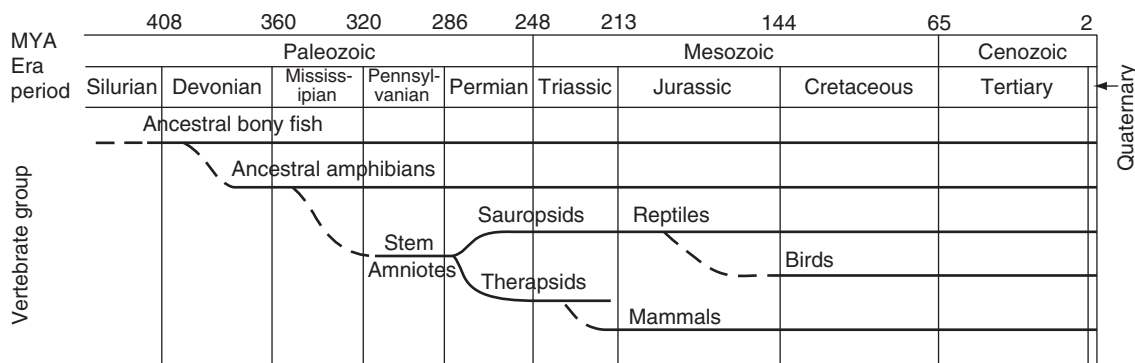 408 360 320 286 248 213 144 65 2
MYA
Era
period
Paleozoic Mesozoic Cenozoic
Silurian Devonian Mississ-
ipian Pennsyl-
vanian Permian Triassic Jurassic Cretaceous Tertiary
Quaternary
Vertebrate group
Ancestral bony fish
Ancestral amphibians
Sauropsids Reptiles
Stem
Amniotes
Birds
Therapsids
Mammals